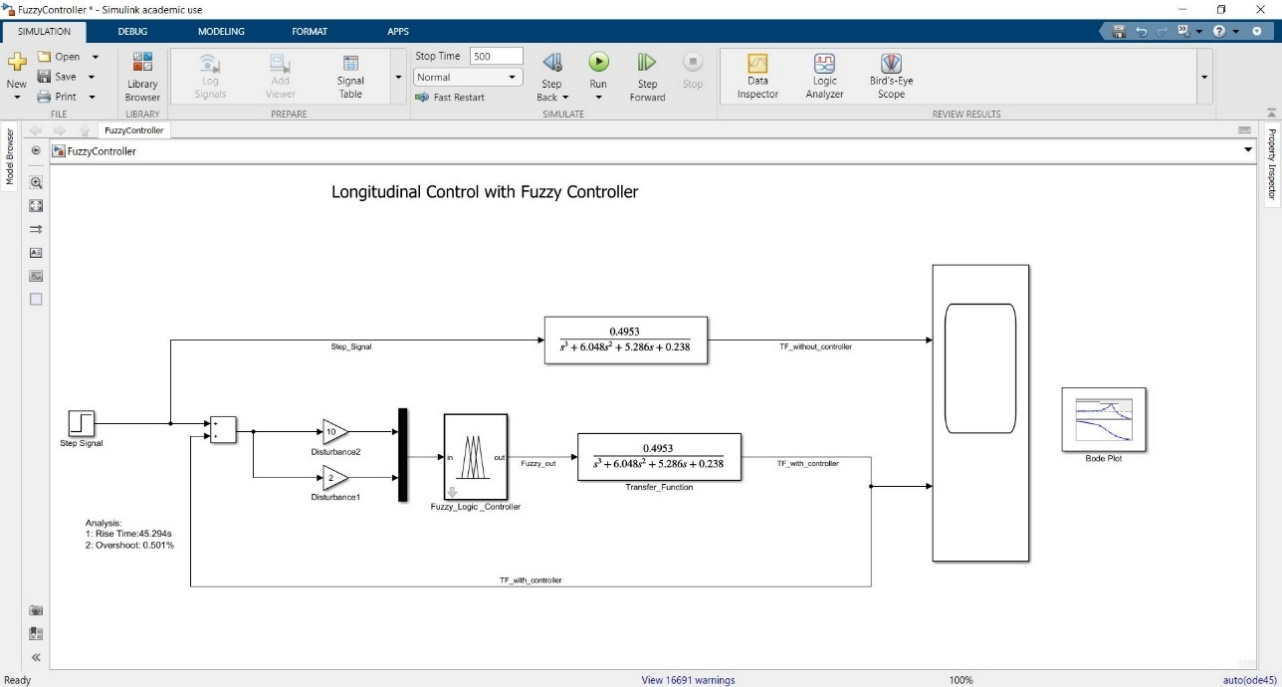 FuzzyController * - Simulink academic use
SIMULATION DEBUG MODELING FORMAT APPS
New
Open
Save
Print
FILE
Library Browser
LIBRARY
Log Signals
Add Viewer
Signal Table
PREPARE
Stop Time 500
Normal
Fast Restart
Step Back
Run
Step Forward
Stop
SIMULATE
Data Inspector
Logic Analyzer
Bird's-Eye Scope
REVIEW RESULTS
Model Browser
FuzzyController
FuzzyController
Property Inspector
Longitudinal Control with Fuzzy Controller
0.4953
s³ + 6.048s² + 5.286s + 0.238
Step_Signal
TF_without_controller
Step Signal
+
+
10
Disturbance2
2
Disturbance1
in
out
Fuzzy_Logic _Controller
Fuzzy_out
0.4953
s³ + 6.048s² + 5.286s + 0.238
Transfer_Function
TF_with_controller
Bode Plot
Analysis:
1: Rise Time:45.294s
2: Overshoot: 0.501%
TF_with_controller
Ready
View 16691 warnings
100%
auto(ode45)